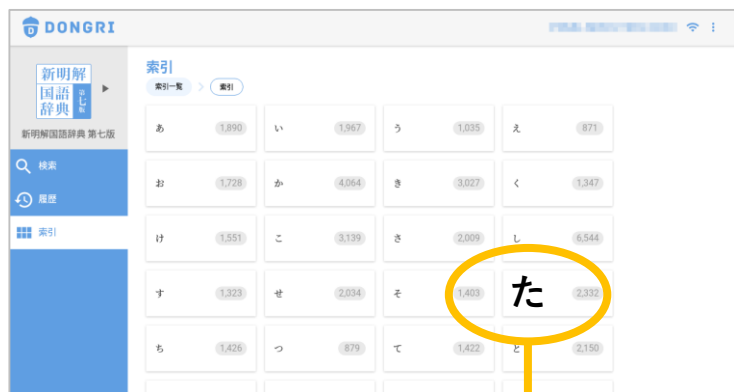 DONGRI
新明解
国語
辞典
第七版
新明解国語辞典 第七版
検索
履歴
索引
索引
索引一覧
索引
あ 1,890 い 1,967 う 1,035 え 871
お 1,728 か 4,064 き 3,027 く 1,347
け 1,551 こ 3,139 さ 2,009 し 6,544
す 1,323 せ 2,034 そ 1,403 た 2,332
ち 1,426 つ 879 て 1,422 と 2,150